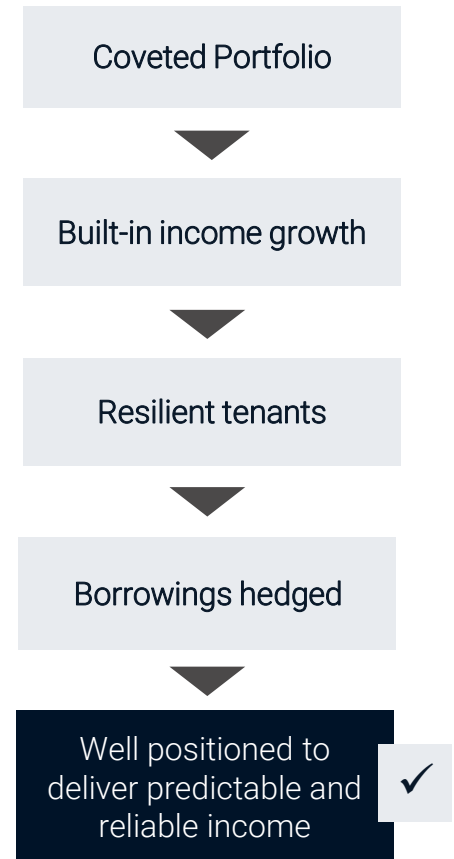 Coveted Portfolio
Built-in income growth
Resilient tenants
Borrowings hedged
Well positioned to
deliver predictable and
reliable income